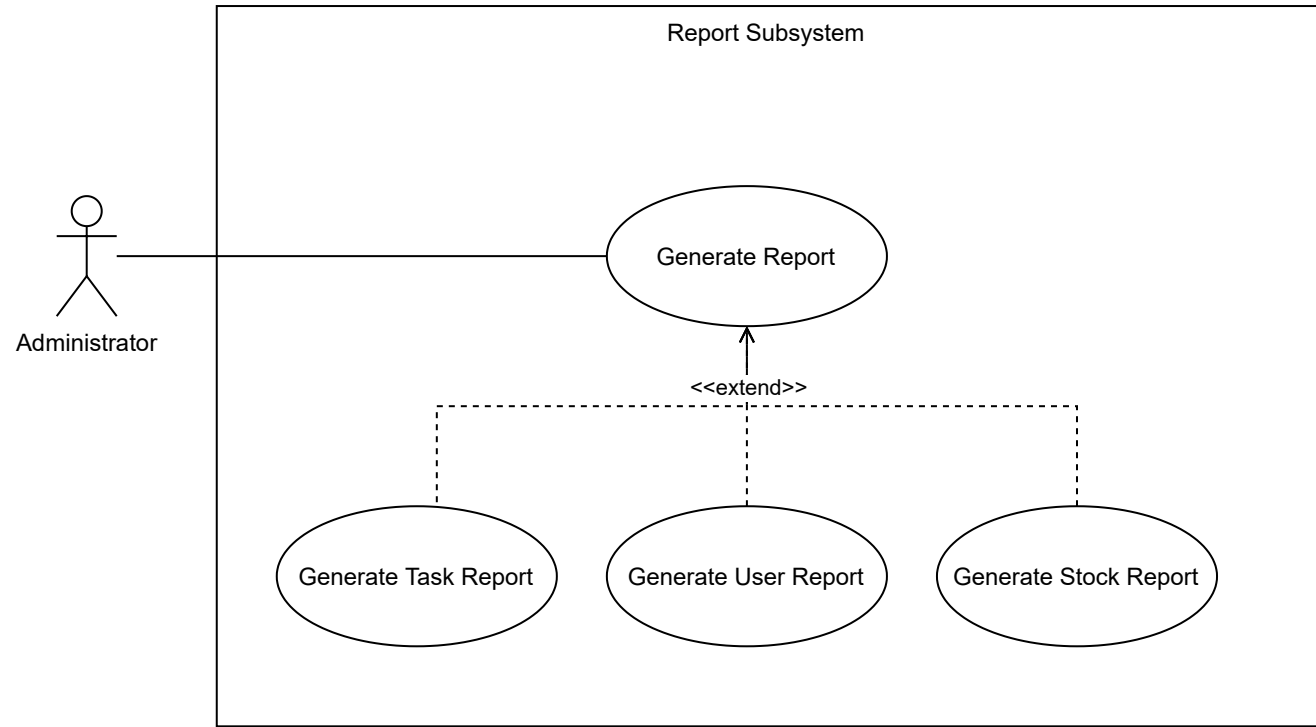 Report Subsystem
Generate Report
Administrator
<<extend>>
Generate Task Report
Generate User Report
Generate Stock Report